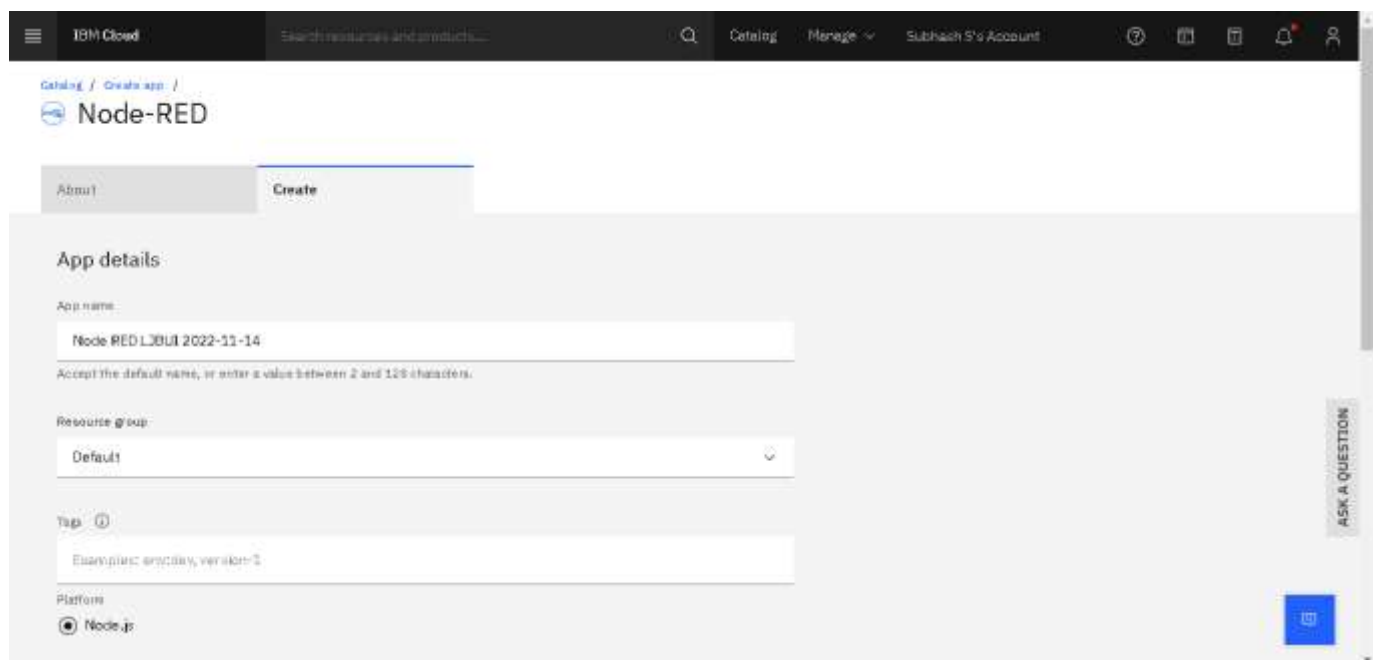 IBM Cloud
Search resources and products...
Catalog
Manage
Subhash S's Account
Catalog / Create app /
Node-RED
About
Create
App details
App name
Node RED LJBUI 2022-11-14
Accept the default name, or enter a value between 2 and 128 characters.
Resource group
Default
Tags
Examples: env:dev, version-1
Platform
Node.js
ASK A QUESTION